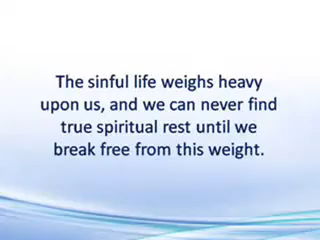 The sinful life weighs heavy
upon us, and we can never find
true spiritual rest until we
break free from this weight.